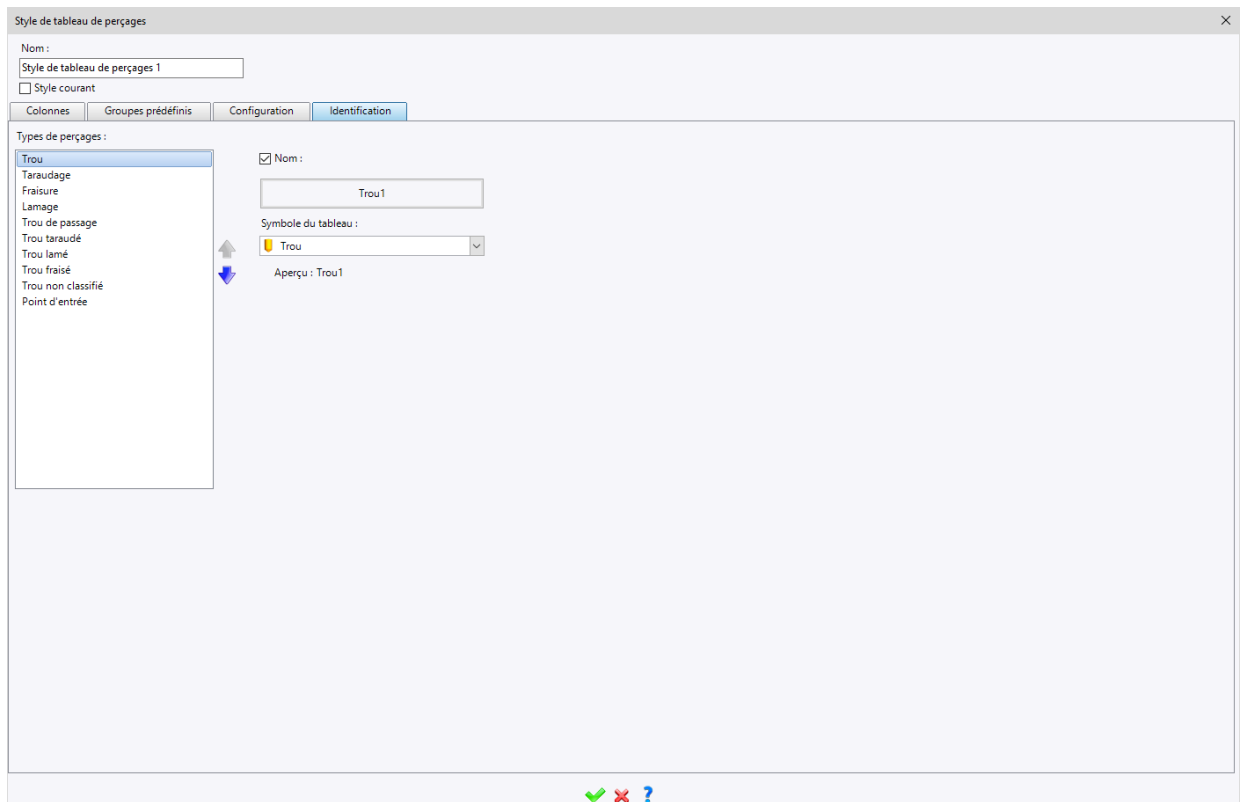 Style de tableau de perçages
Nom :
Style de tableau de perçages 1
Style courant
Colonnes
Groupes prédéfinis
Configuration
Identification
Types de perçages :
Trou
Taraudage
Fraisure
Lamage
Trou de passage
Trou taraudé
Trou lamé
Trou fraisé
Trou non classifié
Point d'entrée
Nom :
Trou1
Symbole du tableau :
Trou
Aperçu : Trou1